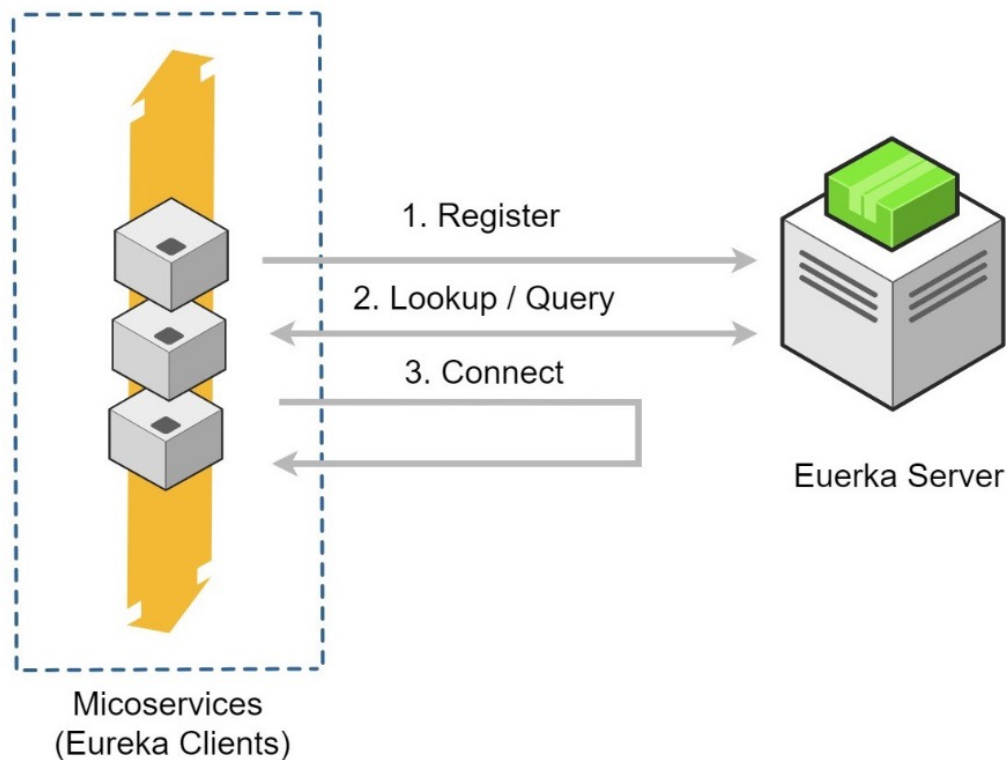 1. Register
2. Lookup / Query
3. Connect
Euerka Server
Micoservices
(Eureka Clients)